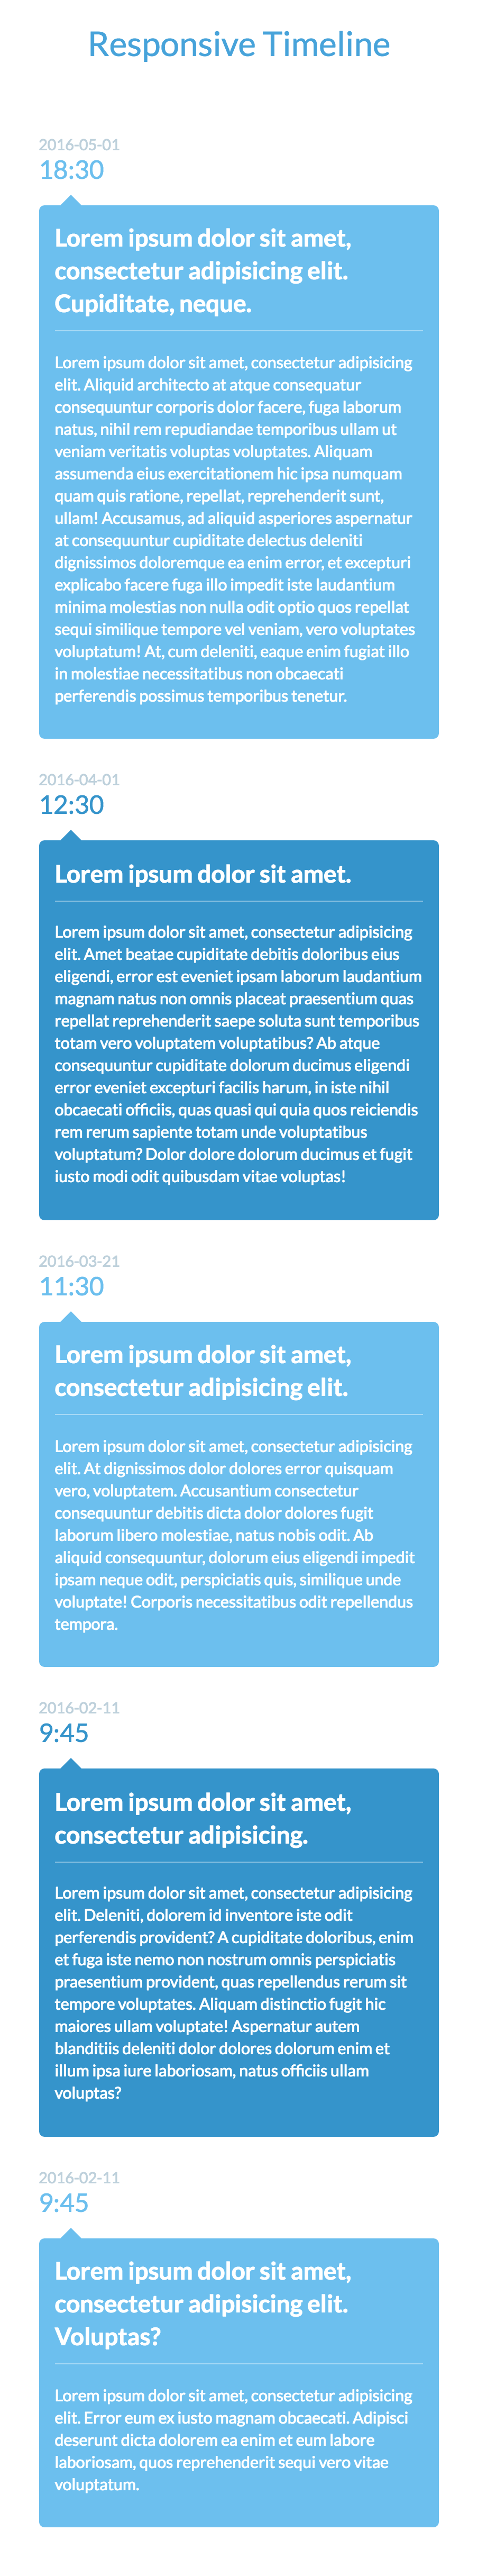 Responsive Timeline
2016-05-01
18:30
Lorem ipsum dolor sit amet,
consectetur adipisicing elit.
Cupiditate, neque.
Lorem ipsum dolor sit amet, consectetur adipisicing
elit. Aliquid architecto at atque consequatur
consequuntur corporis dolor facere, fuga laborum
natus, nihil rem repudiandae temporibus ullam ut
veniam veritatis voluptas voluptates. Aliquam
assumenda eius exercitationem hic ipsa numquam
quam quis ratione, repellat, reprehenderit sunt,
ullam! Accusamus, ad aliquid asperiores aspernatur
at consequuntur cupiditate delectus deleniti
dignissimos doloremque ea enim error, et excepturi
explicabo facere fuga illo impedit iste laudantium
minima molestias non nulla odit optio quos repellat
sequi similique tempore vel veniam, vero voluptates
voluptatum! At, cum deleniti, eaque enim fugiat illo
in molestiae necessitatibus non obcaecati
perferendis possimus temporibus tenetur.
2016-04-01
12:30
Lorem ipsum dolor sit amet.
Lorem ipsum dolor sit amet, consectetur adipisicing
elit. Amet beatae cupiditate debitis doloribus eius
eligendi, error est eveniet ipsam laborum laudantium
magnam natus non omnis placeat praesentium quas
repellat reprehenderit saepe soluta sunt temporibus
totam vero voluptatem voluptatibus? Ab atque
consequuntur cupiditate dolorum ducimus eligendi
error eveniet excepturi facilis harum, in iste nihil
obcaecati officiis, quas quasi qui quia quos reiciendis
rem rerum sapiente totam unde voluptatibus
voluptatum? Dolor dolore dolorum ducimus et fugit
iusto modi odit quibusdam vitae voluptas!
2016-03-21
11:30
Lorem ipsum dolor sit amet,
consectetur adipisicing elit.
Lorem ipsum dolor sit amet, consectetur adipisicing
elit. At dignissimos dolor dolores error quisquam
vero, voluptatem. Accusantium consectetur
consequuntur debitis dicta dolor dolores fugit
laborum libero molestiae, natus nobis odit. Ab
aliquid consequuntur, dolorum eius eligendi impedit
ipsam neque odit, perspiciatis quis, similique unde
voluptate! Corporis necessitatibus odit repellendus
tempora.
2016-02-11
9:45
Lorem ipsum dolor sit amet,
consectetur adipisicing.
Lorem ipsum dolor sit amet, consectetur adipisicing
elit. Deleniti, dolorem id inventore iste odit
perferendis provident? A cupiditate doloribus, enim
et fuga iste nemo non nostrum omnis perspiciatis
praesentium provident, quas repellendus rerum sit
tempore voluptates. Aliquam distinctio fugit hic
maiores ullam voluptate! Aspernatur autem
blanditiis deleniti dolor dolores dolorum enim et
illum ipsa iure laboriosam, natus officiis ullam
voluptas?
2016-02-11
9:45
Lorem ipsum dolor sit amet,
consectetur adipisicing elit.
Voluptas?
Lorem ipsum dolor sit amet, consectetur adipisicing
elit. Error eum ex iusto magnam obcaecati. Adipisci
deserunt dicta dolorem ea enim et eum labore
laboriosam, quos reprehenderit sequi vero vitae
voluptatum.